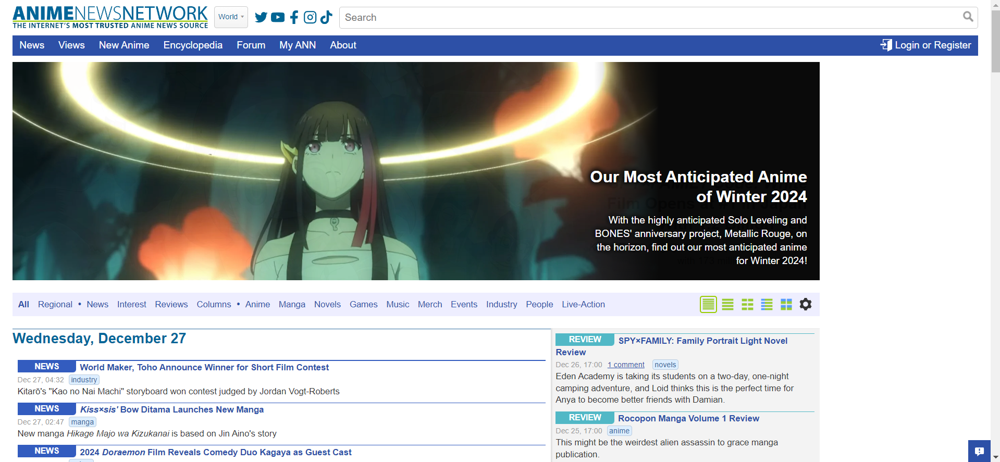 ANIMENEWSNETWORK
THE INTERNET'S MOST TRUSTED ANIME NEWS SOURCE
World
Search
News Views New Anime Encyclopedia Forum My ANN About
Login or Register
Our Most Anticipated Anime
of Winter 2024
With the highly anticipated Solo Leveling and
BONES' anniversary project, Metallic Rouge, on
the horizon, find out our most anticipated anime
for Winter 2024!
All Regional • News Interest Reviews Columns • Anime Manga Novels Games Music Merch Events Industry People Live-Action
Wednesday, December 27
NEWS World Maker, Toho Announce Winner for Short Film Contest
Dec 27, 04:32 industry
Kitarō's "Kao no Nai Machi" storyboard won contest judged by Jordan Vogt-Roberts
NEWS Kiss×sis' Bow Ditama Launches New Manga
Dec 27, 02:47 manga
New manga Hikage Majo wa Kizukanai is based on Jin Aino's story
NEWS 2024 Doraemon Film Reveals Comedy Duo Kagaya as Guest Cast
REVIEW SPY×FAMILY: Family Portrait Light Novel
Review
Dec 26, 17:00 1 comment novels
Eden Academy is taking its students on a two-day, one-night
camping adventure, and Loid thinks this is the perfect time for
Anya to become better friends with Damian.
REVIEW Rocopon Manga Volume 1 Review
Dec 25, 17:00 anime
This might be the weirdest alien assassin to grace manga
publication.